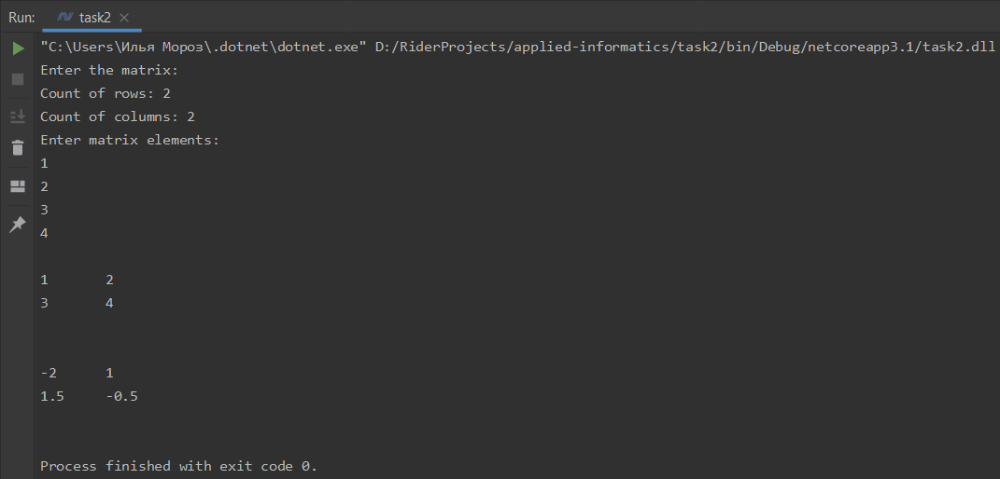 Run: task2
"C:\Users\Илья Мороз\.dotnet\dotnet.exe" D:/RiderProjects/applied-informatics/task2/bin/Debug/netcoreapp3.1/task2.dll
Enter the matrix:
Count of rows: 2
Count of columns: 2
Enter matrix elements:
1
2
3
4
1 2
3 4
-2 1
1.5 -0.5
Process finished with exit code 0.